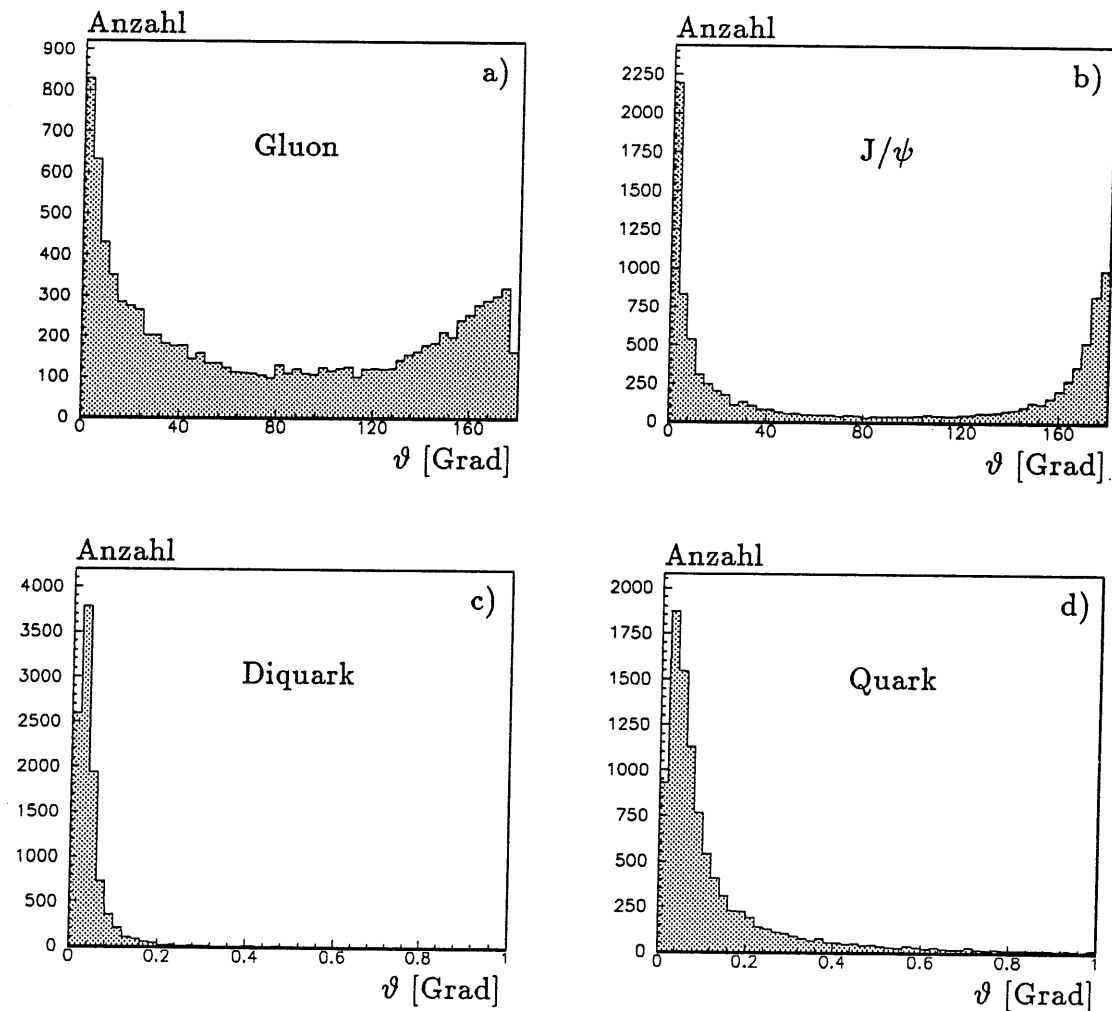 Anzahl
a)
Gluon
900
800
700
600
500
400
300
200
100
0
0 40 80 120 160
ϑ [Grad]
Anzahl
b)
J/ψ
2250
2000
1750
1500
1250
1000
750
500
250
0
0 40 80 120 160
ϑ [Grad]
Anzahl
c)
Diquark
4000
3500
3000
2500
2000
1500
1000
500
0
0 0.2 0.4 0.6 0.8 1
ϑ [Grad]
Anzahl
d)
Quark
2000
1750
1500
1250
1000
750
500
250
0
0 0.2 0.4 0.6 0.8 1
ϑ [Grad]